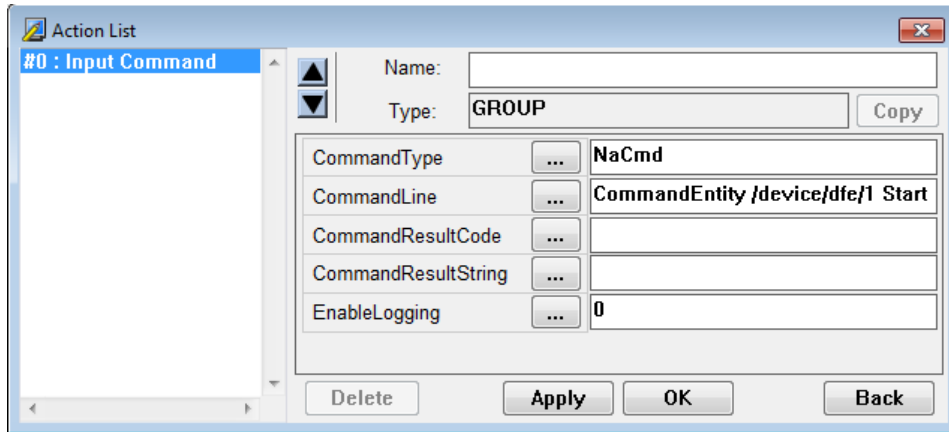 Action List
#0 : Input Command
Name:
Type: GROUP Copy
CommandType ... NaCmd
CommandLine ... CommandEntity /device/dfe/1 Start
CommandResultCode ...
CommandResultString ...
EnableLogging ... 0
Delete Apply OK Back